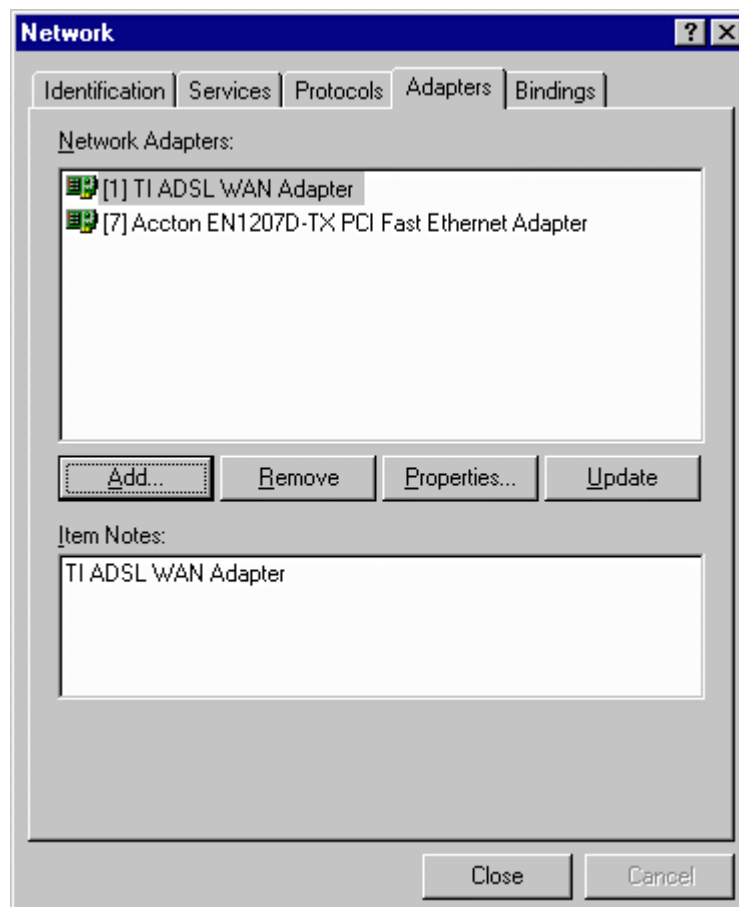 Network
Identification Services Protocols Adapters Bindings
Network Adapters:
[1] TI ADSL WAN Adapter
[7] Accton EN1207D-TX PCI Fast Ethernet Adapter
Add... Remove Properties... Update
Item Notes:
TI ADSL WAN Adapter
Close Cancel